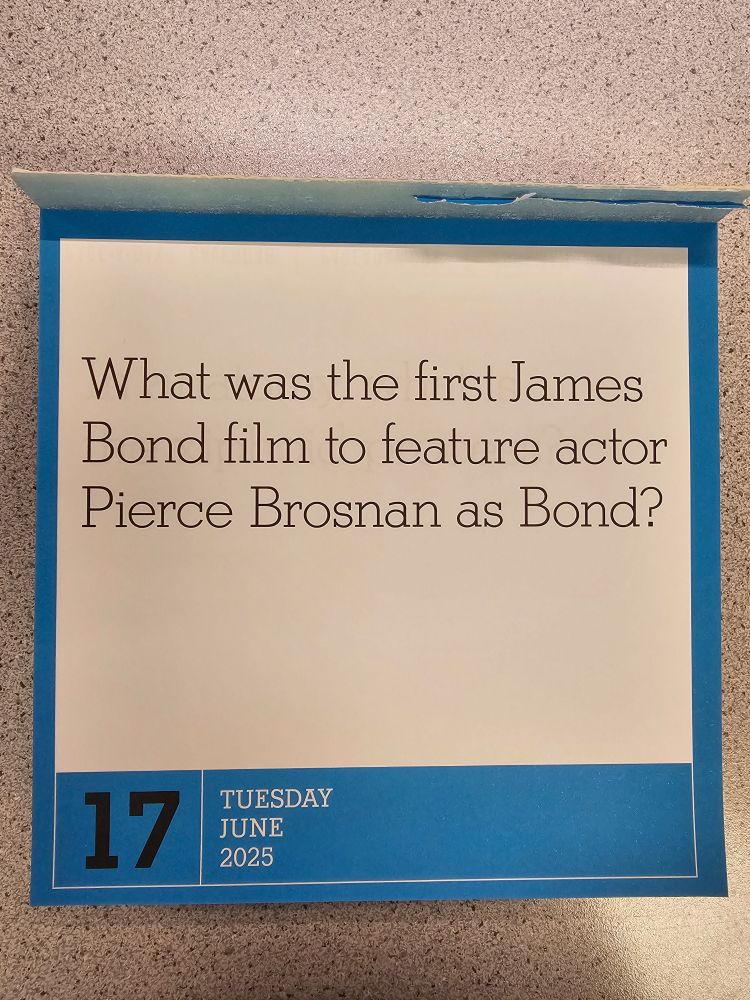 What was the first James
Bond film to feature actor
Pierce Brosnan as Bond?
17
TUESDAY
JUNE
2025